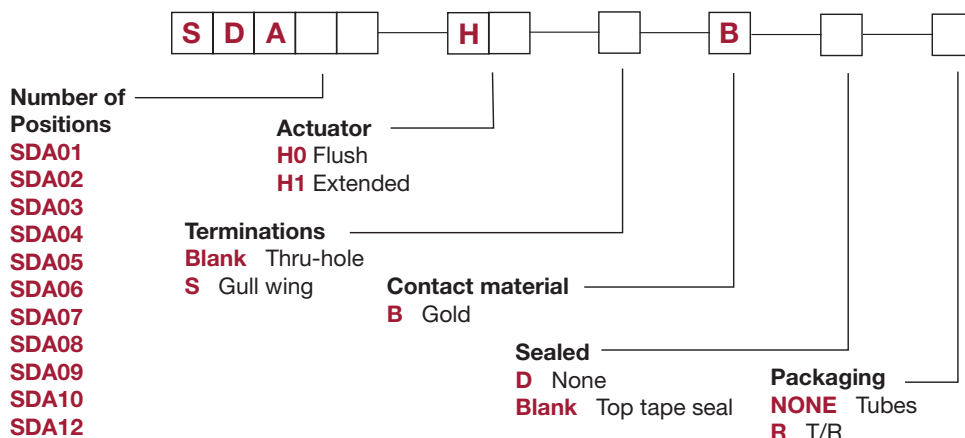 S D A H B
Number of
Positions
SDA01
SDA02
SDA03
SDA04
SDA05
SDA06
SDA07
SDA08
SDA09
SDA10
SDA12
Actuator
H0 Flush
H1 Extended
Terminations
Blank Thru-hole
S Gull wing
Contact material
B Gold
Sealed
D None
Blank Top tape seal
Packaging
NONE Tubes
R T/R